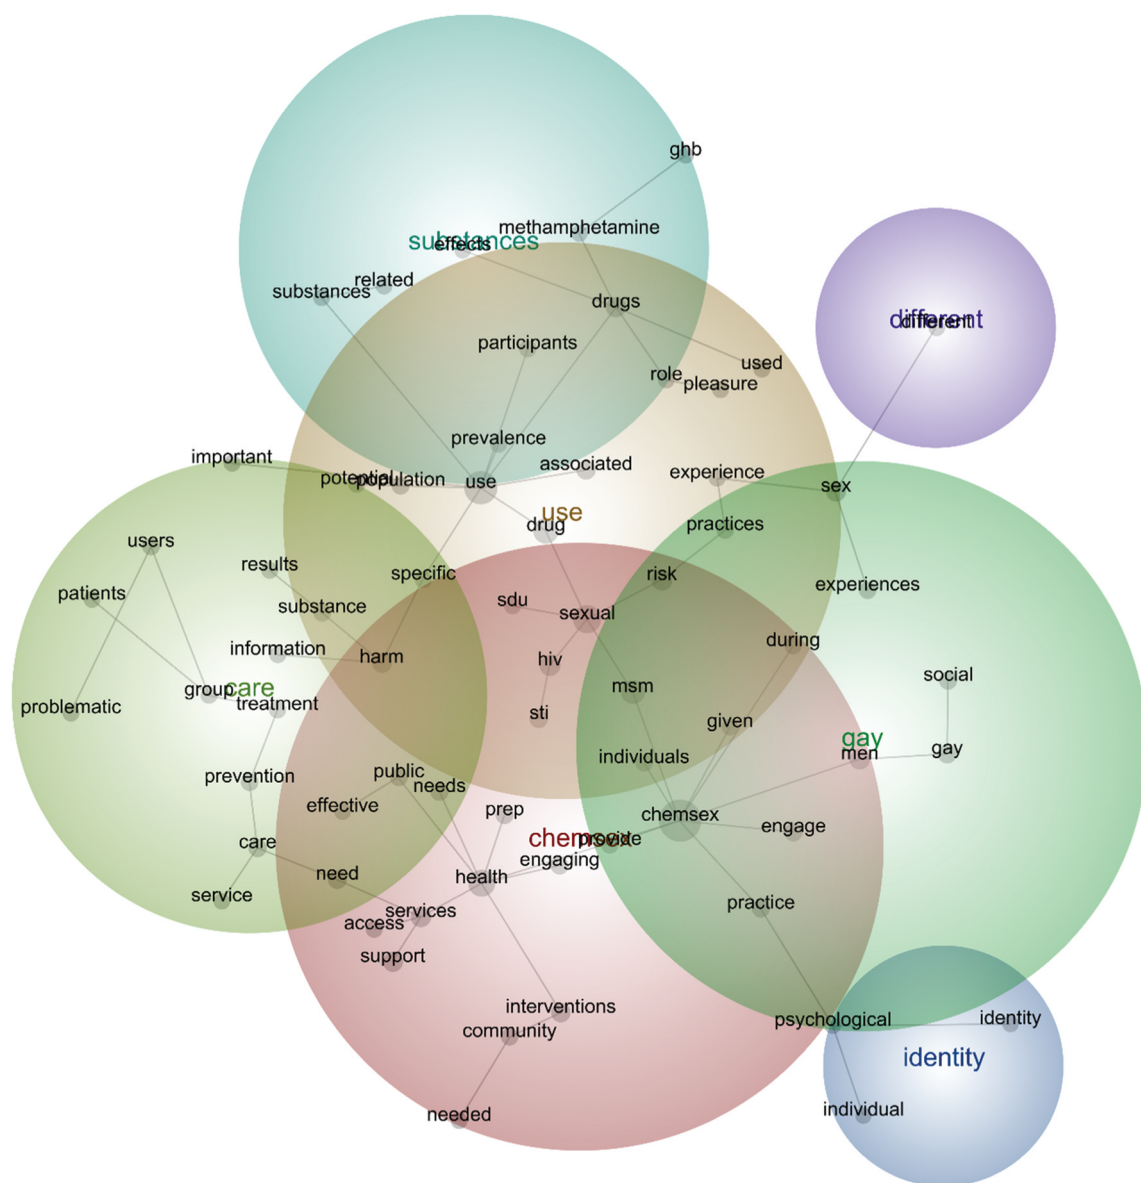 ghb
methamphetamine
substances
effects
related
substances
drugs
different
different
participants
role
used
pleasure
prevalence
important
associated
potential
population
use
experience
sex
use
drug
practices
users
results
specific
risk
experiences
patients
substance
sdu
sexual
information
harm
hiv
during
msm
social
group
care
treatment
problematic
sti
given
gay
men
gay
individuals
prevention
public
needs
effective
prep
chemsex
engage
chemsex
provide
care
engaging
need
health
service
services
practice
access
support
interventions
community
psychological
identity
identity
needed
individual